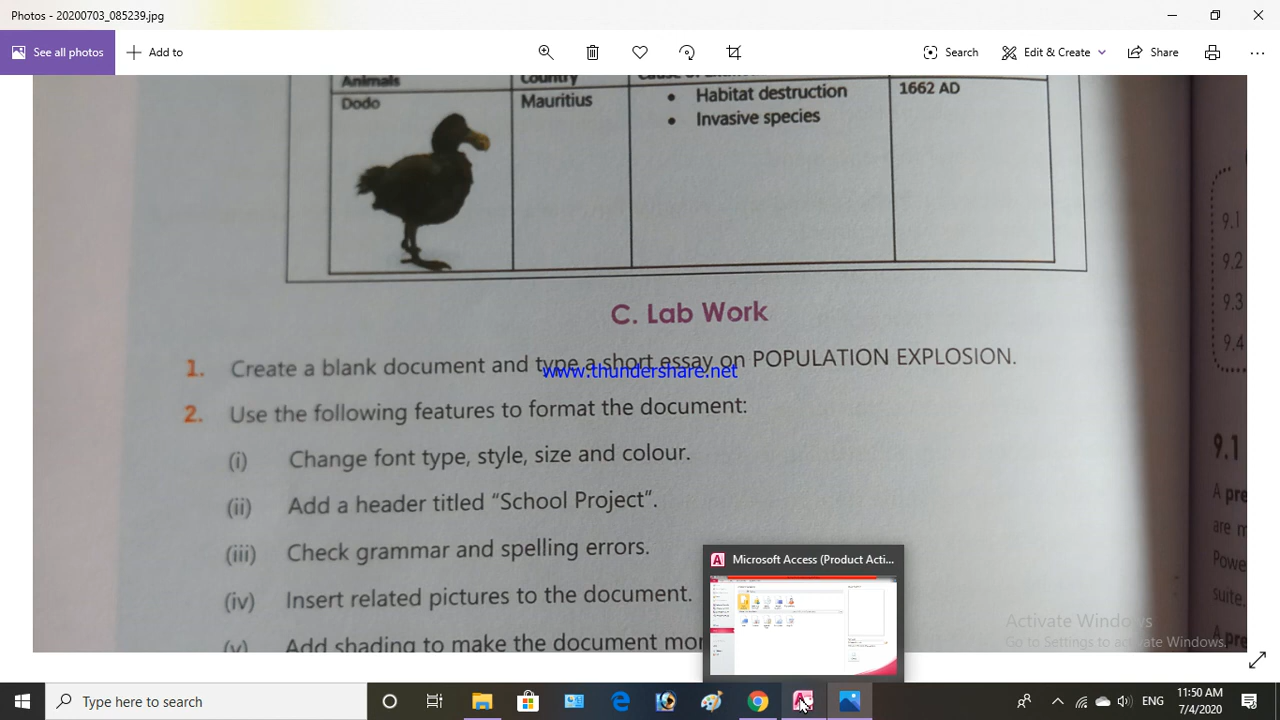 Photos - 20200703_085239.jpg
See all photos
Add to
Search
Edit & Create
Share
Animals
Country
Dodo
Mauritius
• Habitat destruction
• Invasive species
1662 AD
C. Lab Work
1. Create a blank document and type a short essay on POPULATION EXPLOSION.
www.thundershare.net
2. Use the following features to format the document:
(i) Change font type, style, size and colour.
(ii) Add a header titled “School Project”.
(iii) Check grammar and spelling errors.
(iv) Insert related pictures to the document.
(v) Add shading to make the document
9.1
9.2
9.3
9.4
9.1
A
are
suite.
Microsoft Access (Product Acti...
Activate Windows
Go to Settings to activate Windows.
Type here to search
ENG
11:50 AM
7/4/2020